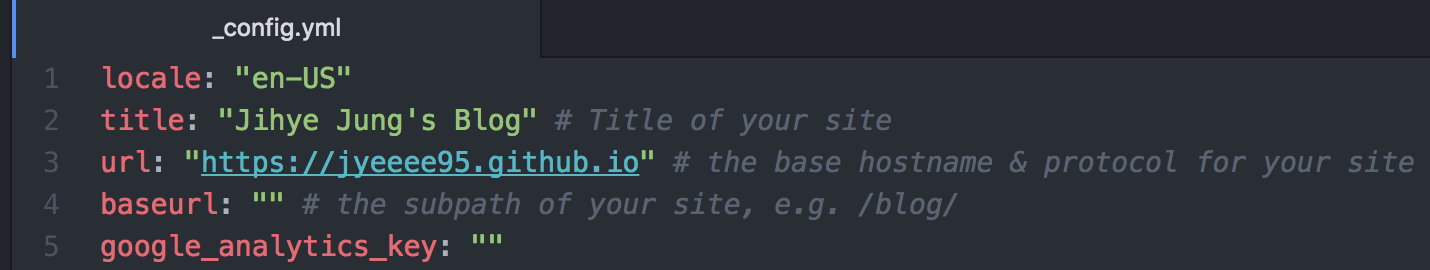 _config.yml
1 locale: "en-US"
2 title: "Jihye Jung's Blog" # Title of your site
3 url: "https://jyeeee95.github.io" # the base hostname & protocol for your site
4 baseurl: "" # the subpath of your site, e.g. /blog/
5 google_analytics_key: ""